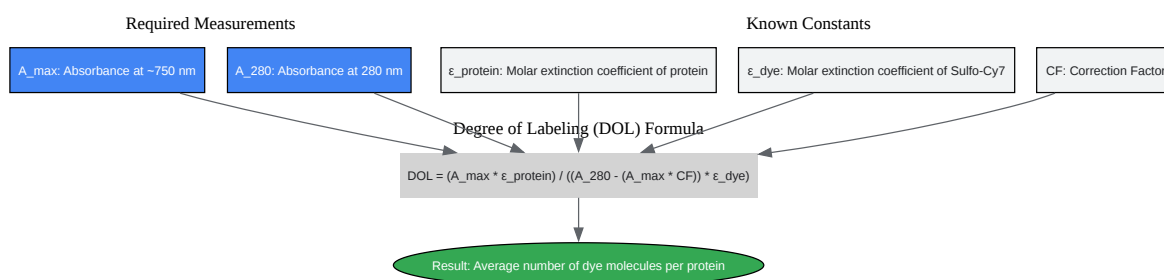 Required Measurements
Known Constants
A_max: Absorbance at ~750 nm
A_280: Absorbance at 280 nm
ε_protein: Molar extinction coefficient of protein
ε_dye: Molar extinction coefficient of Sulfo-Cy7
CF: Correction Factor
Degree of Labeling (DOL) Formula
DOL = (A_max * ε_protein) / ((A_280 - (A_max * CF)) * ε_dye)
Result: Average number of dye molecules per protein